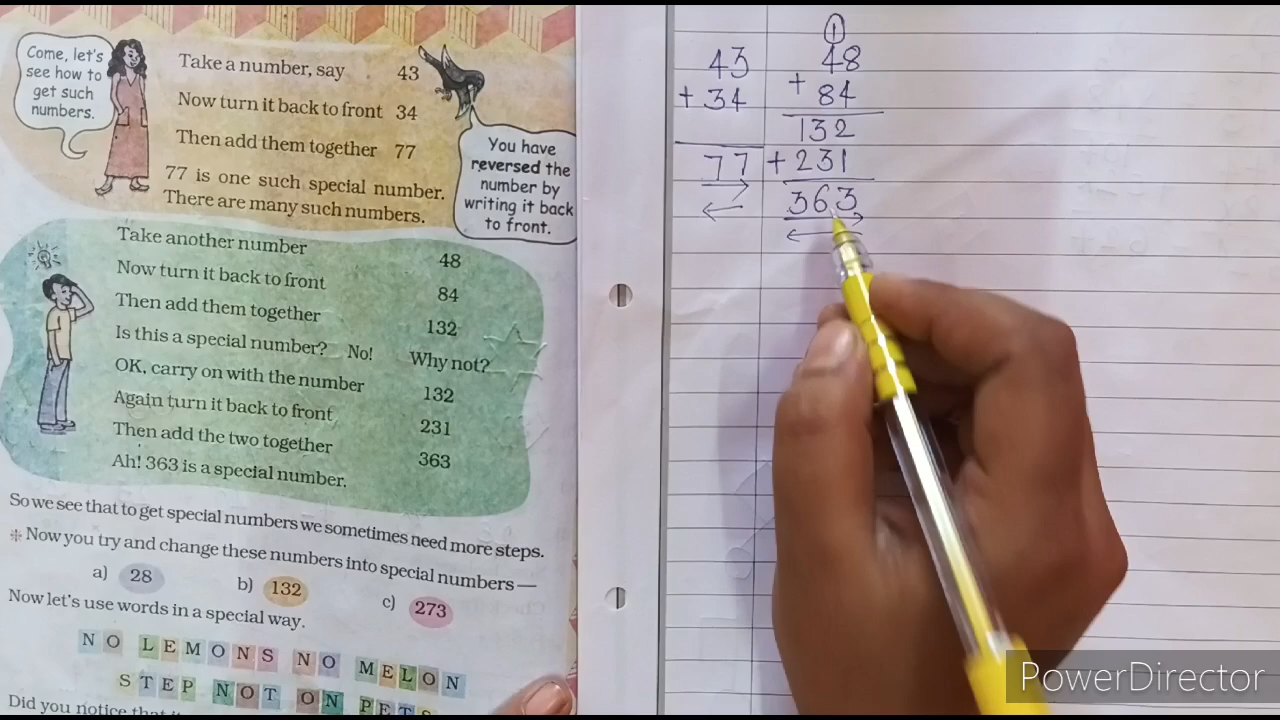 Come, let's
see how to
get such
numbers.
Take a number, say 43
Now turn it back to front 34
Then add them together 77
77 is one such special number.
There are many such numbers.
You have
reversed the
number by
writing it back
to front.
Take another number 48
Now turn it back to front 84
Then add them together 132
Is this a special number? No! Why not?
OK, carry on with the number 132
Again turn it back to front 231
Then add the two together 363
Ah! 363 is a special number.
So we see that to get special numbers we sometimes need more steps.
❉ Now you try and change these numbers into special numbers —
a) 28 b) 132 c) 273
Now let's use words in a special way.
NO LEMONS NO MELON
STEP NOT ON PETS
Did you notice that
43
+ 34
77
1
48
+ 84
132
+ 231
363
PowerDirector